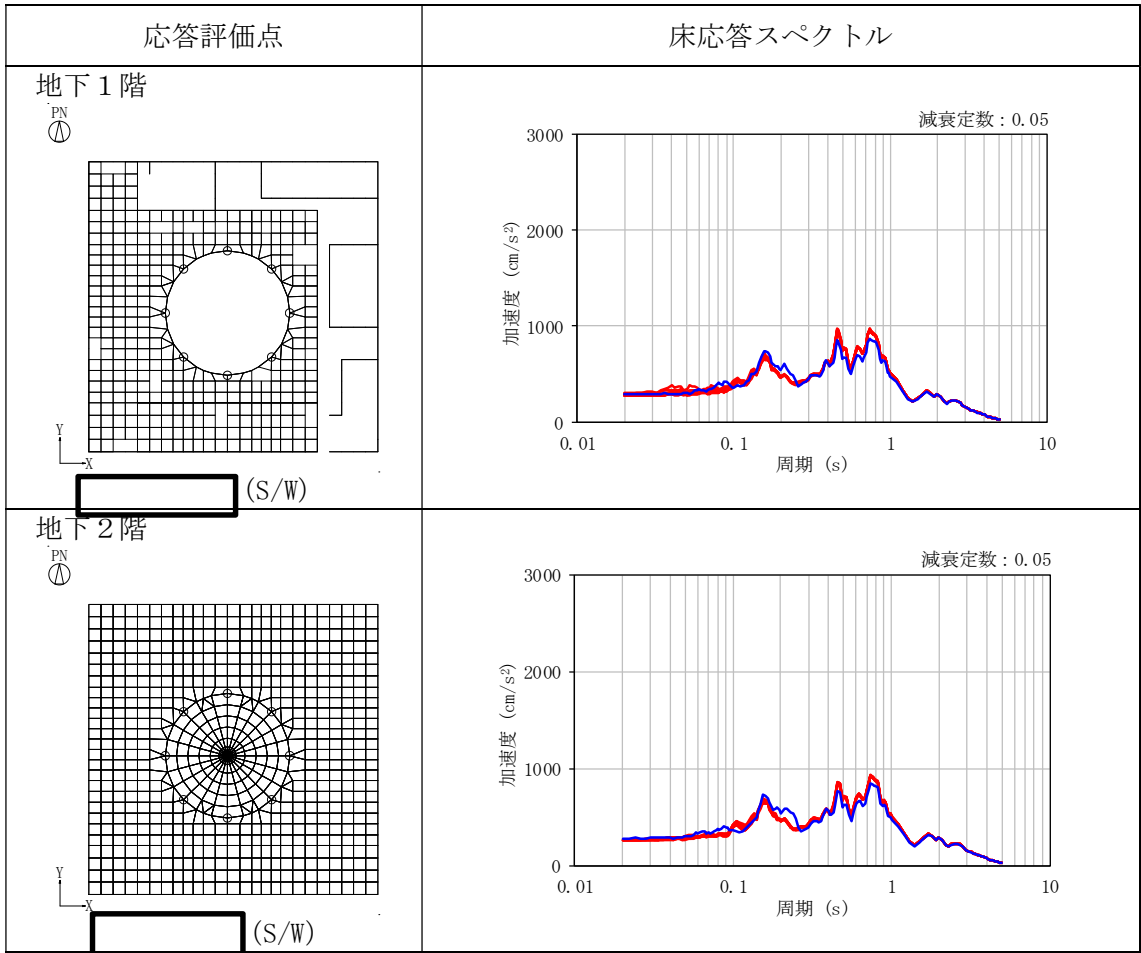 応答評価点
床応答スペクトル
地下１階
PN
Y
X
(S/W)
減衰定数：0.05
3000
2000
1000
0
加速度 (cm/s²)
0.01
0.1
1
10
周期 (s)
地下２階
PN
Y
X
(S/W)
減衰定数：0.05
3000
2000
1000
0
加速度 (cm/s²)
0.01
0.1
1
10
周期 (s)